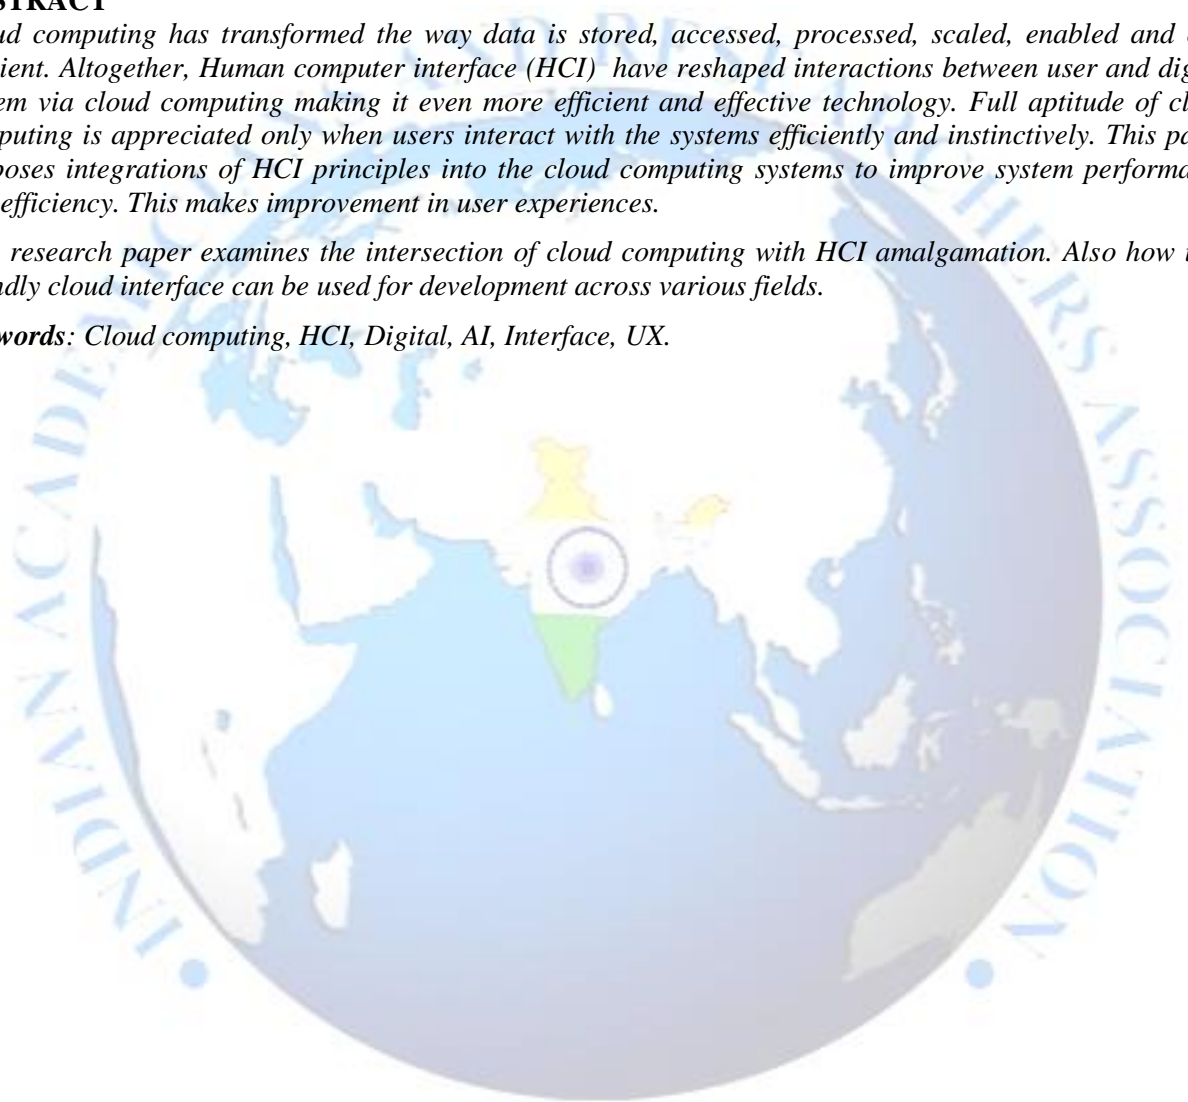 STRACT
ud computing has transformed the way data is stored, accessed, processed, scaled, enabled and
ient. Altogether, Human computer interface (HCI) have reshaped interactions between user and dig
em via cloud computing making it even more efficient and effective technology. Full aptitude of cl
puting is appreciated only when users interact with the systems efficiently and instinctively. This pa
poses integrations of HCI principles into the cloud computing systems to improve system performa
efficiency. This makes improvement in user experiences.
research paper examines the intersection of cloud computing with HCI amalgamation. Also how
ndly cloud interface can be used for development across various fields.
words: Cloud computing, HCI, Digital, AI, Interface, UX.
INDIAN ACADEMICIANS AND RESEARCHERS ASSOCIATION